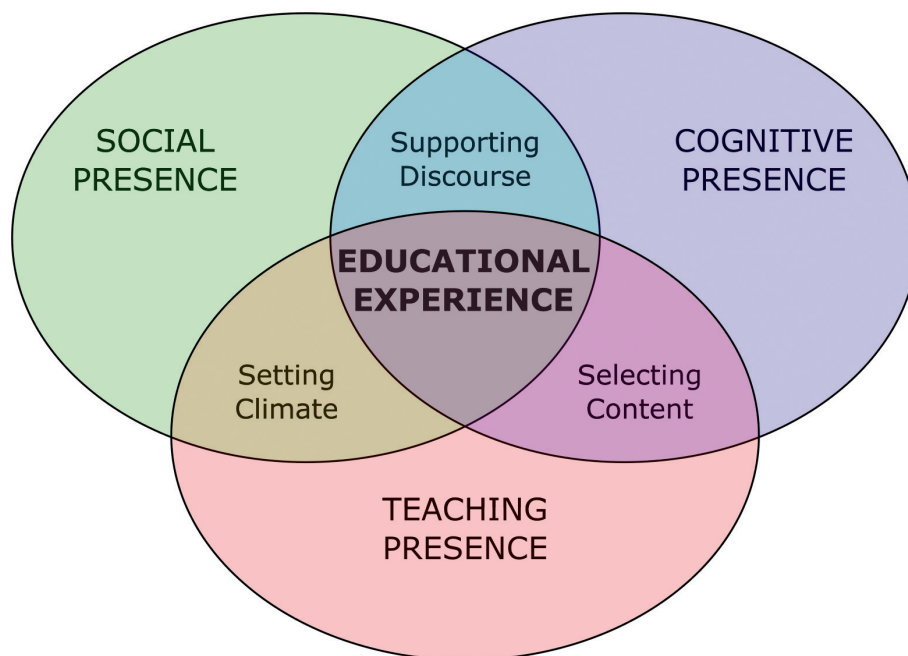 SOCIAL
PRESENCE
Supporting
Discourse
COGNITIVE
PRESENCE
EDUCATIONAL
EXPERIENCE
Setting
Climate
Selecting
Content
TEACHING
PRESENCE